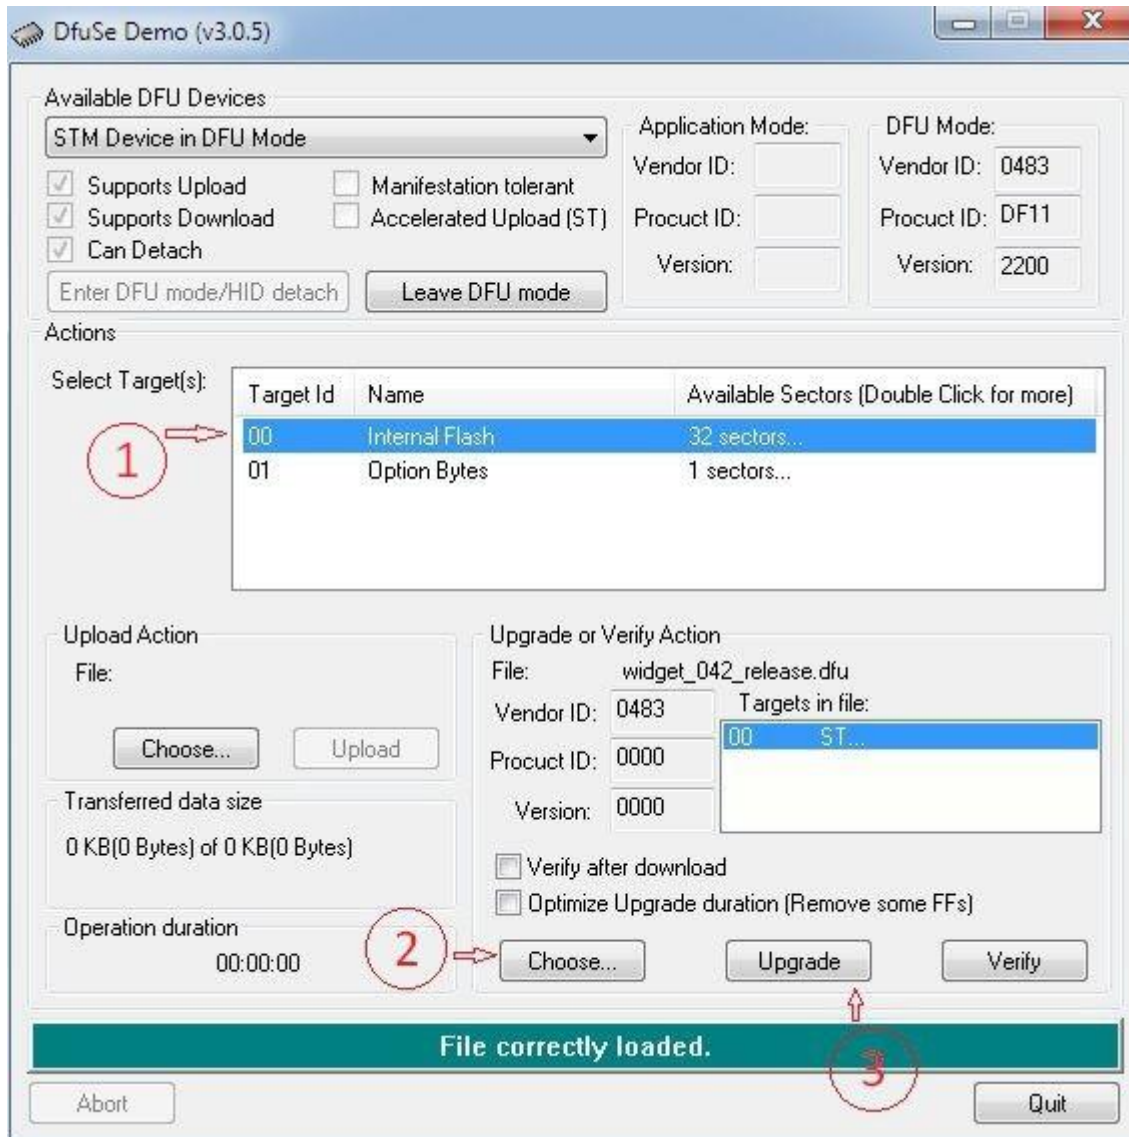 DfuSe Demo (v3.0.5)
Available DFU Devices
STM Device in DFU Mode
Supports Upload
Manifestation tolerant
Supports Download
Accelerated Upload (ST)
Can Detach
Enter DFU mode/HID detach
Leave DFU mode
Application Mode:
Vendor ID:
Procuct ID:
Version:
DFU Mode:
Vendor ID: 0483
Procuct ID: DF11
Version: 2200
Actions
Select Target(s):
Target Id Name Available Sectors (Double Click for more)
00 Internal Flash 32 sectors...
01 Option Bytes 1 sectors...
1
Upload Action
File:
Choose...
Upload
Transferred data size
0 KB(0 Bytes) of 0 KB(0 Bytes)
Operation duration
00:00:00
Upgrade or Verify Action
File: widget_042_release.dfu
Vendor ID: 0483
Procuct ID: 0000
Version: 0000
Targets in file:
00 ST...
Verify after download
Optimize Upgrade duration (Remove some FFs)
2
Choose...
Upgrade
Verify
File correctly loaded.
3
Abort
Quit